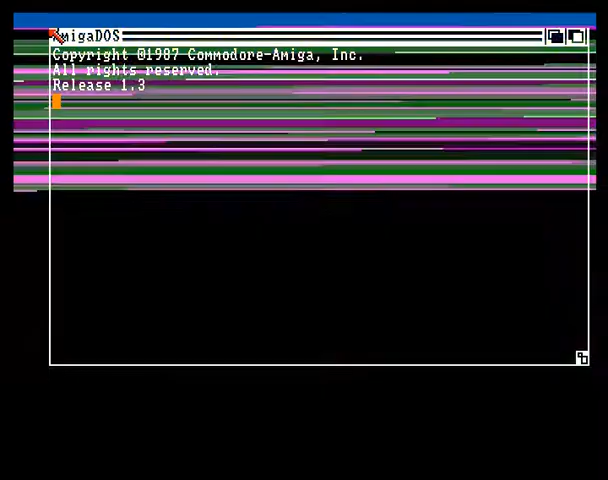 AmigaDOS
Copyright @1987 Commodore-Amiga, Inc.
All rights reserved.
Release 1.3